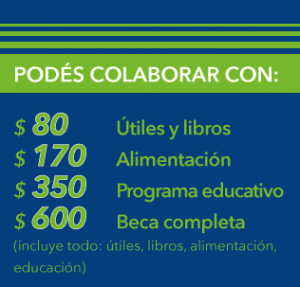 PODÉS COLABORAR CON:
$ 80 Útiles y libros
$ 170 Alimentación
$ 350 Programa educativo
$ 600 Beca completa
(incluye todo: útiles, libros, alimentación,
educación)